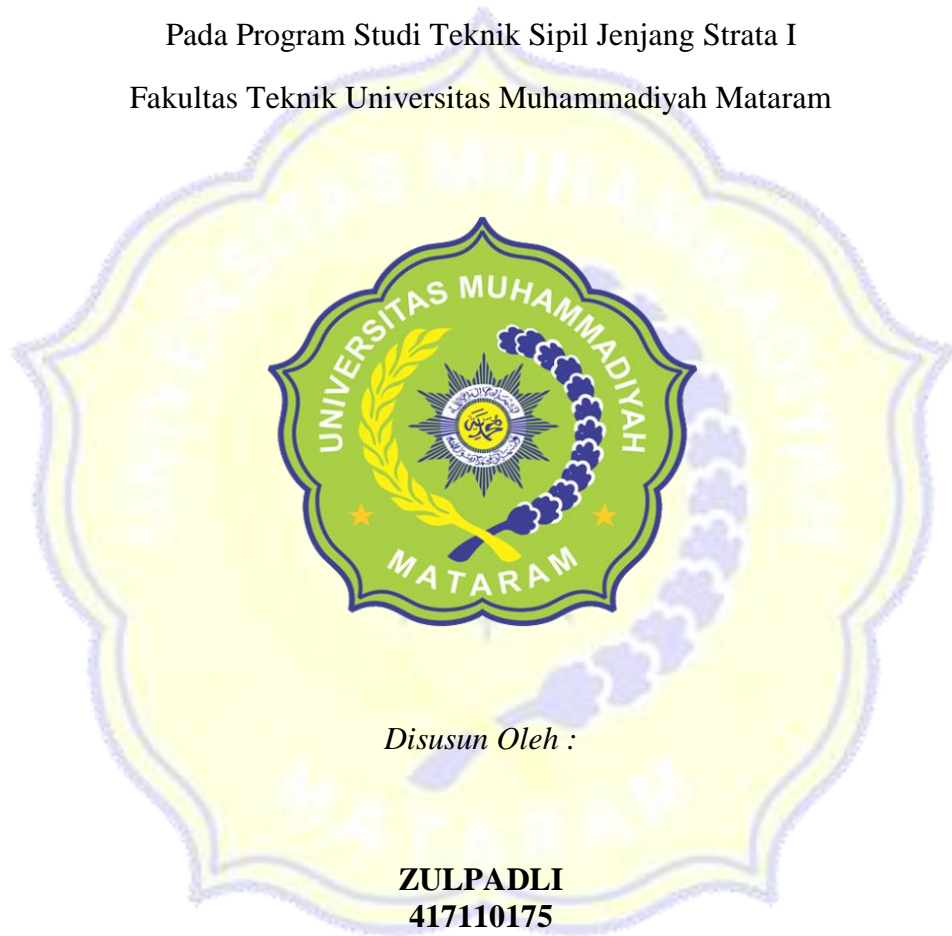 Pada Program Studi Teknik Sipil Jenjang Strata I
Fakultas Teknik Universitas Muhammadiyah Mataram
UNIVERSITAS MUHAMMADIYAH
MATARAM
Disusun Oleh :
ZULPADLI
417110175